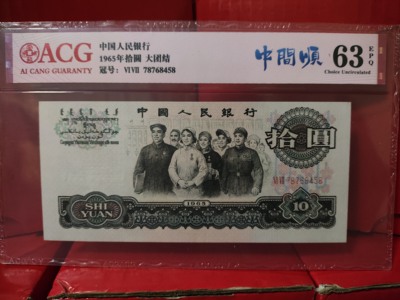 ACG
AI CANG GUARANTY
中国人民银行
1965年拾圆 大团结
冠号: VIVII 78768458
中間順
63
EPQ
Choice Uncirculated
中国人民银行
拾圓
1965
SHI
YUAN
10